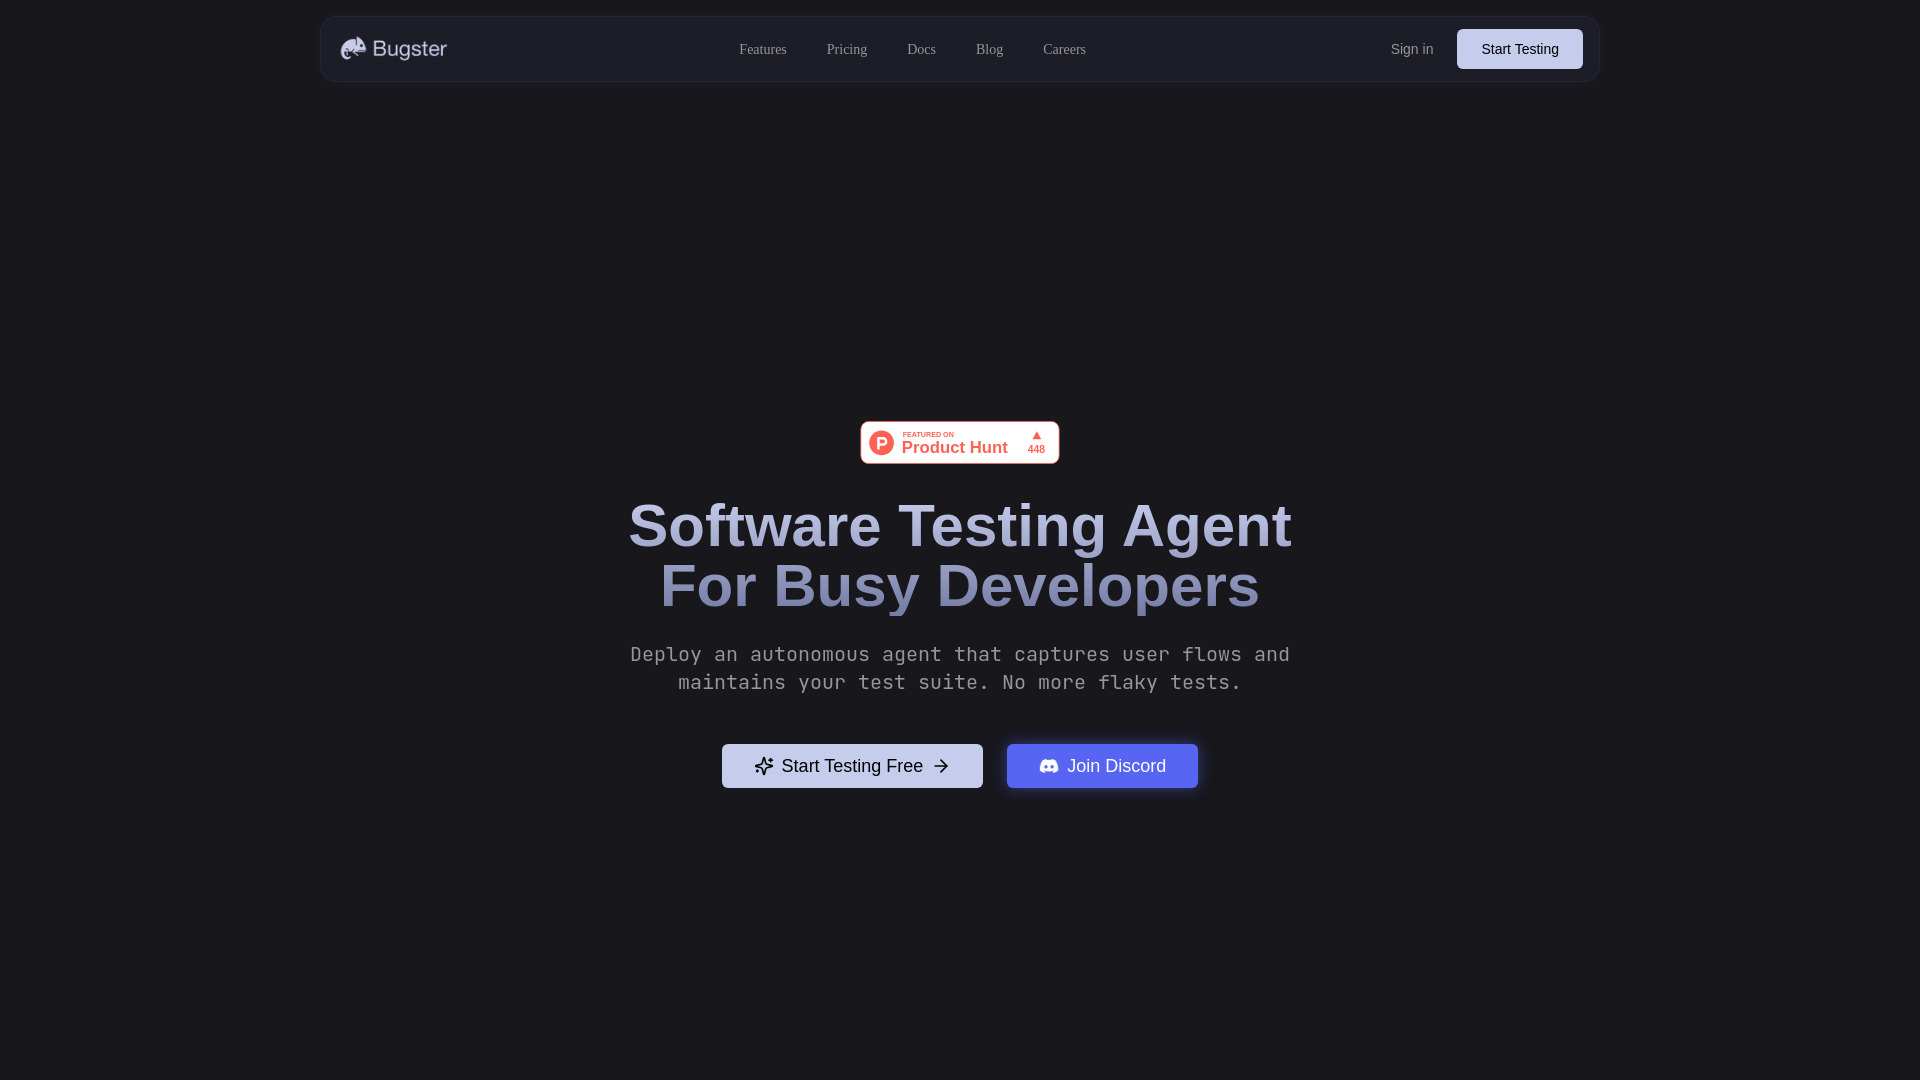 Bugster
Features
Pricing
Docs
Blog
Careers
Sign in
Start Testing
FEATURED ON
Product Hunt
448
Software Testing Agent
For Busy Developers
Deploy an autonomous agent that captures user flows and
maintains your test suite. No more flaky tests.
Start Testing Free
Join Discord